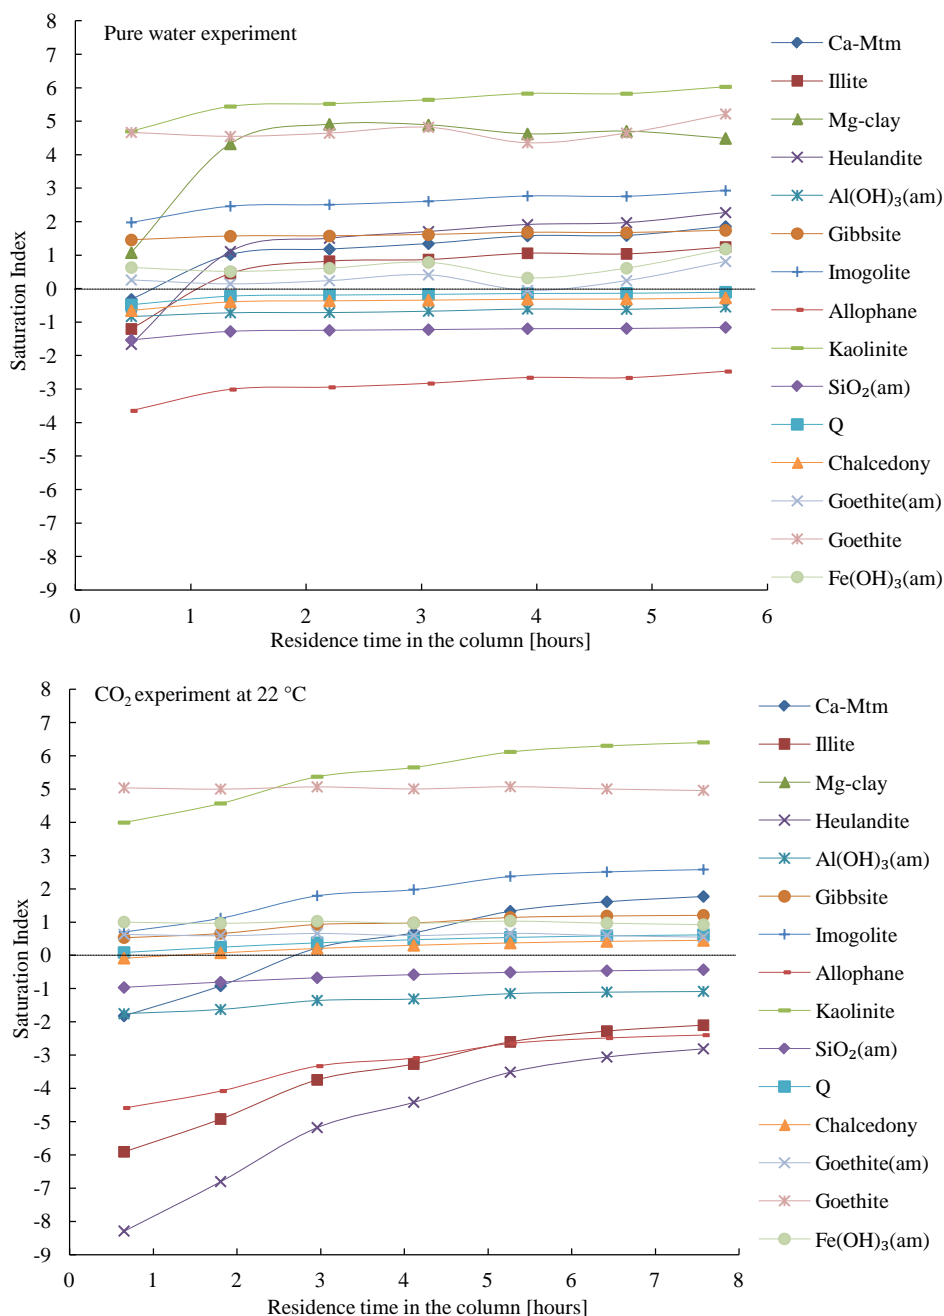 Pure water experiment
8
7
6
5
4
3
2
1
0
-1
-2
-3
-4
-5
-6
-7
-8
-9
Saturation Index
0 1 2 3 4 5 6
Residence time in the column [hours]
Ca-Mtm
Illite
Mg-clay
Heulandite
Al(OH)₃(am)
Gibbsite
Imogolite
Allophane
Kaolinite
SiO₂(am)
Q
Chalcedony
Goethite(am)
Goethite
Fe(OH)₃(am)
CO₂ experiment at 22 °C
8
7
6
5
4
3
2
1
0
-1
-2
-3
-4
-5
-6
-7
-8
-9
Saturation Index
0 1 2 3 4 5 6 7 8
Residence time in the column [hours]
Ca-Mtm
Illite
Mg-clay
Heulandite
Al(OH)₃(am)
Gibbsite
Imogolite
Allophane
Kaolinite
SiO₂(am)
Q
Chalcedony
Goethite(am)
Goethite
Fe(OH)₃(am)